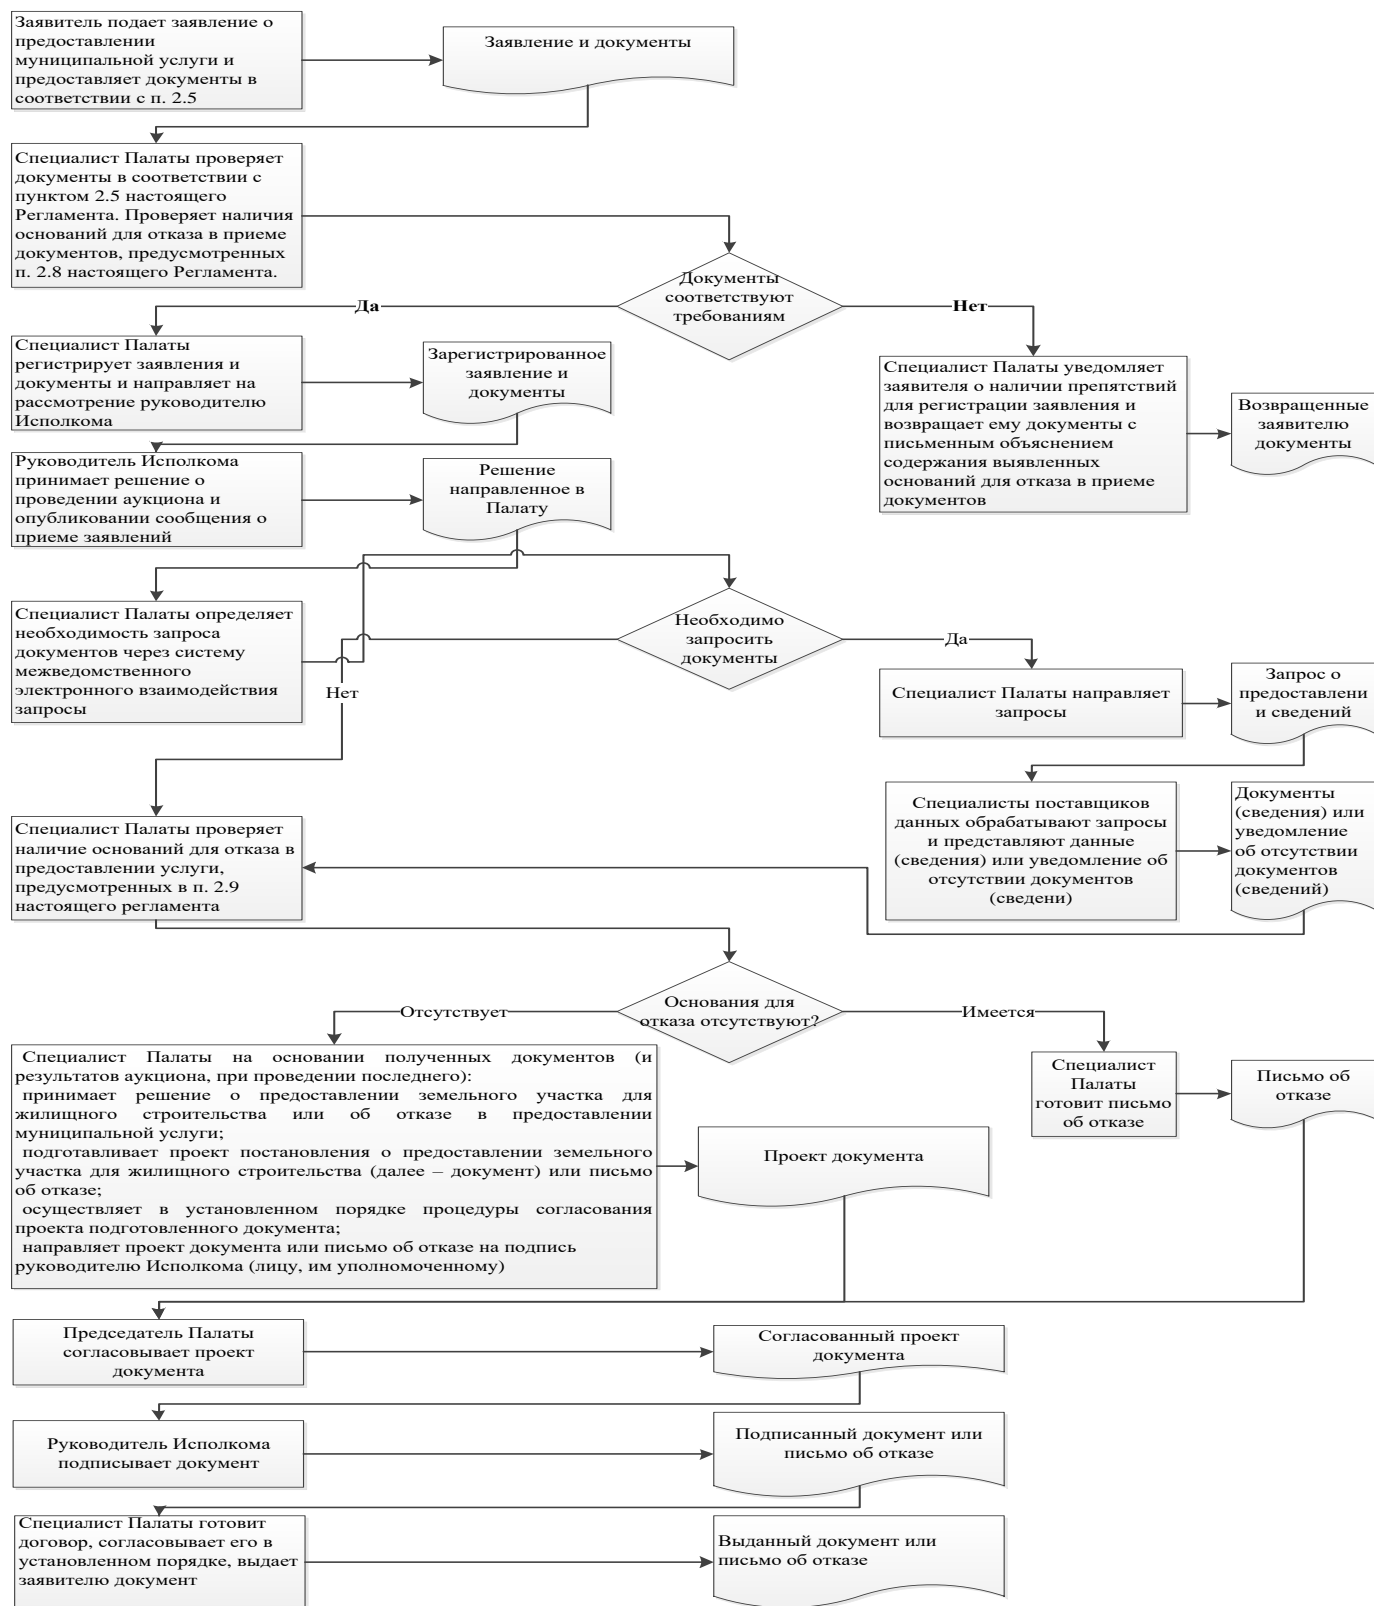 Заявитель подает заявление о
предоставлении
муниципальной услуги и
предоставляет документы в
соответствии с п. 2.5
Заявление и документы
Специалист Палаты проверяет
документы в соответствии с
пунктом 2.5 настоящего
Регламента. Проверяет наличия
оснований для отказа в приеме
документов, предусмотренных
п. 2.8 настоящего Регламента.
Документы
соответствуют
требованиям
Да
Нет
Специалист Палаты
регистрирует заявления и
документы и направляет на
рассмотрение руководителю
Исполкома
Зарегистрированное
заявление и
документы
Специалист Палаты уведомляет
заявителя о наличии препятствий
для регистрации заявления и
возвращает ему документы с
письменным объяснением
содержания выявленных
оснований для отказа в приеме
документов
Возвращенные
заявителю
документы
Руководитель Исполкома
принимает решение о
проведении аукциона и
опубликовании сообщения о
приеме заявлений
Решение
направленное в
Палату
Специалист Палаты определяет
необходимость запроса
документов через систему
межведомственного
электронного взаимодействия
запросы
Необходимо
запросить
документы
Да
Нет
Специалист Палаты направляет
запросы
Запрос о
предоставлени
и сведений
Специалисты поставщиков
данных обрабатывают запросы
и представляют данные
(сведения) или уведомление об
отсутствии документов
(сведени)
Документы
(сведения) или
уведомление
об отсутствии
документов
(сведений)
Специалист Палаты проверяет
наличие оснований для отказа в
предоставлении услуги,
предусмотренных в п. 2.9
настоящего регламента
Основания для
отказа отсутствуют?
Отсутствует
Имеется
Специалист Палаты на основании полученных документов (и
результатов аукциона, при проведении последнего):
принимает решение о предоставлении земельного участка для
жилищного строительства или об отказе в предоставлении
муниципальной услуги;
подготавливает проект постановления о предоставлении земельного
участка для жилищного строительства (далее – документ) или письмо
об отказе;
осуществляет в установленном порядке процедуры согласования
проекта подготовленного документа;
направляет проект документа или письмо об отказе на подпись
руководителю Исполкома (лицу, им уполномоченному)
Проект документа
Специалист
Палаты
готовит письмо
об отказе
Письмо об
отказе
Председатель Палаты
согласовывает проект
документа
Согласованный проект
документа
Руководитель Исполкома
подписывает документ
Подписанный документ или
письмо об отказе
Специалист Палаты готовит
договор, согласовывает его в
установленном порядке, выдает
заявителю документ
Выданный документ или
письмо об отказе